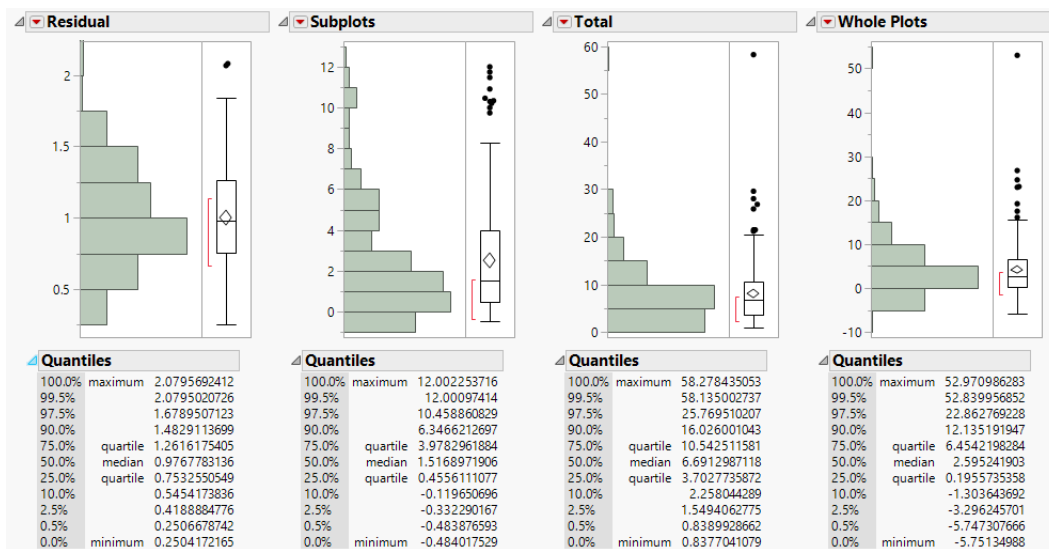 Residual
2
1.5
1
0.5
Quantiles
100.0% maximum 2.0795692412
99.5% 2.0795020726
97.5% 1.6789507123
90.0% 1.4829113699
75.0% quartile 1.2616175405
50.0% median 0.9767783136
25.0% quartile 0.7532550549
10.0% 0.5454173836
2.5% 0.4188884776
0.5% 0.2506678742
0.0% minimum 0.2504172165
Subplots
12
10
8
6
4
2
0
Quantiles
100.0% maximum 12.002253716
99.5% 12.00097414
97.5% 10.458860829
90.0% 6.3466212697
75.0% quartile 3.9782961884
50.0% median 1.5168971906
25.0% quartile 0.4556111077
10.0% -0.119650696
2.5% -0.332290167
0.5% -0.483876593
0.0% minimum -0.484017529
Total
60
50
40
30
20
10
0
Quantiles
100.0% maximum 58.278435053
99.5% 58.135002737
97.5% 25.769510207
90.0% 16.026001043
75.0% quartile 10.542511581
50.0% median 6.6912987118
25.0% quartile 3.7027735872
10.0% 2.258044289
2.5% 1.5494062775
0.5% 0.8389928662
0.0% minimum 0.8377041079
Whole Plots
50
40
30
20
10
0
-10
Quantiles
100.0% maximum 52.970986283
99.5% 52.839956852
97.5% 22.862769228
90.0% 12.135191947
75.0% quartile 6.4542198284
50.0% median 2.595241903
25.0% quartile 0.1955735358
10.0% -1.303643692
2.5% -3.296245701
0.5% -5.747307666
0.0% minimum -5.75134988